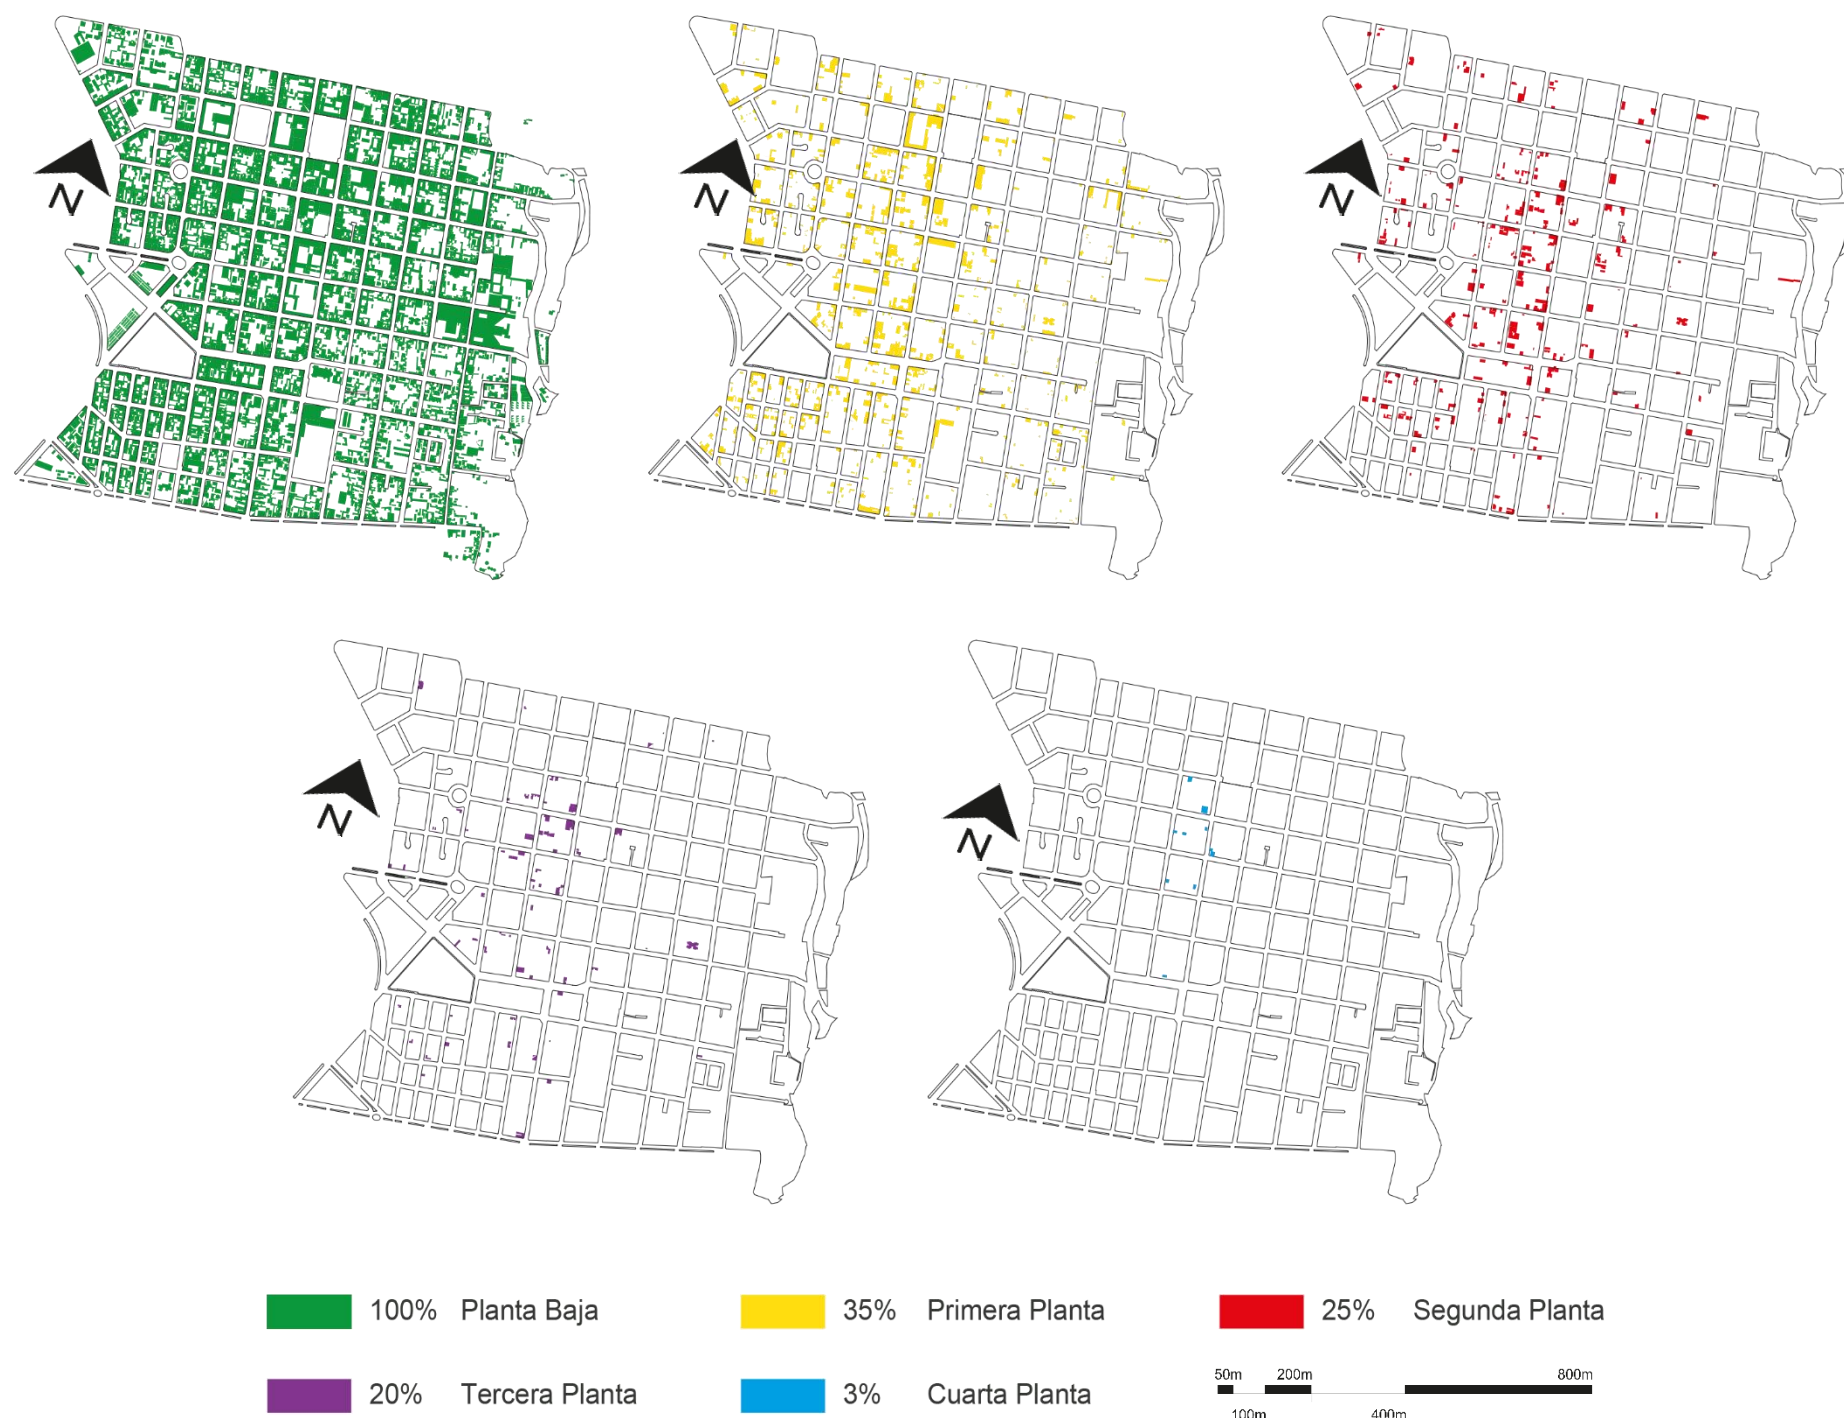 N
N
N
N
N
100% Planta Baja
35% Primera Planta
25% Segunda Planta
20% Tercera Planta
3% Cuarta Planta
50m 200m 800m
100m 400m